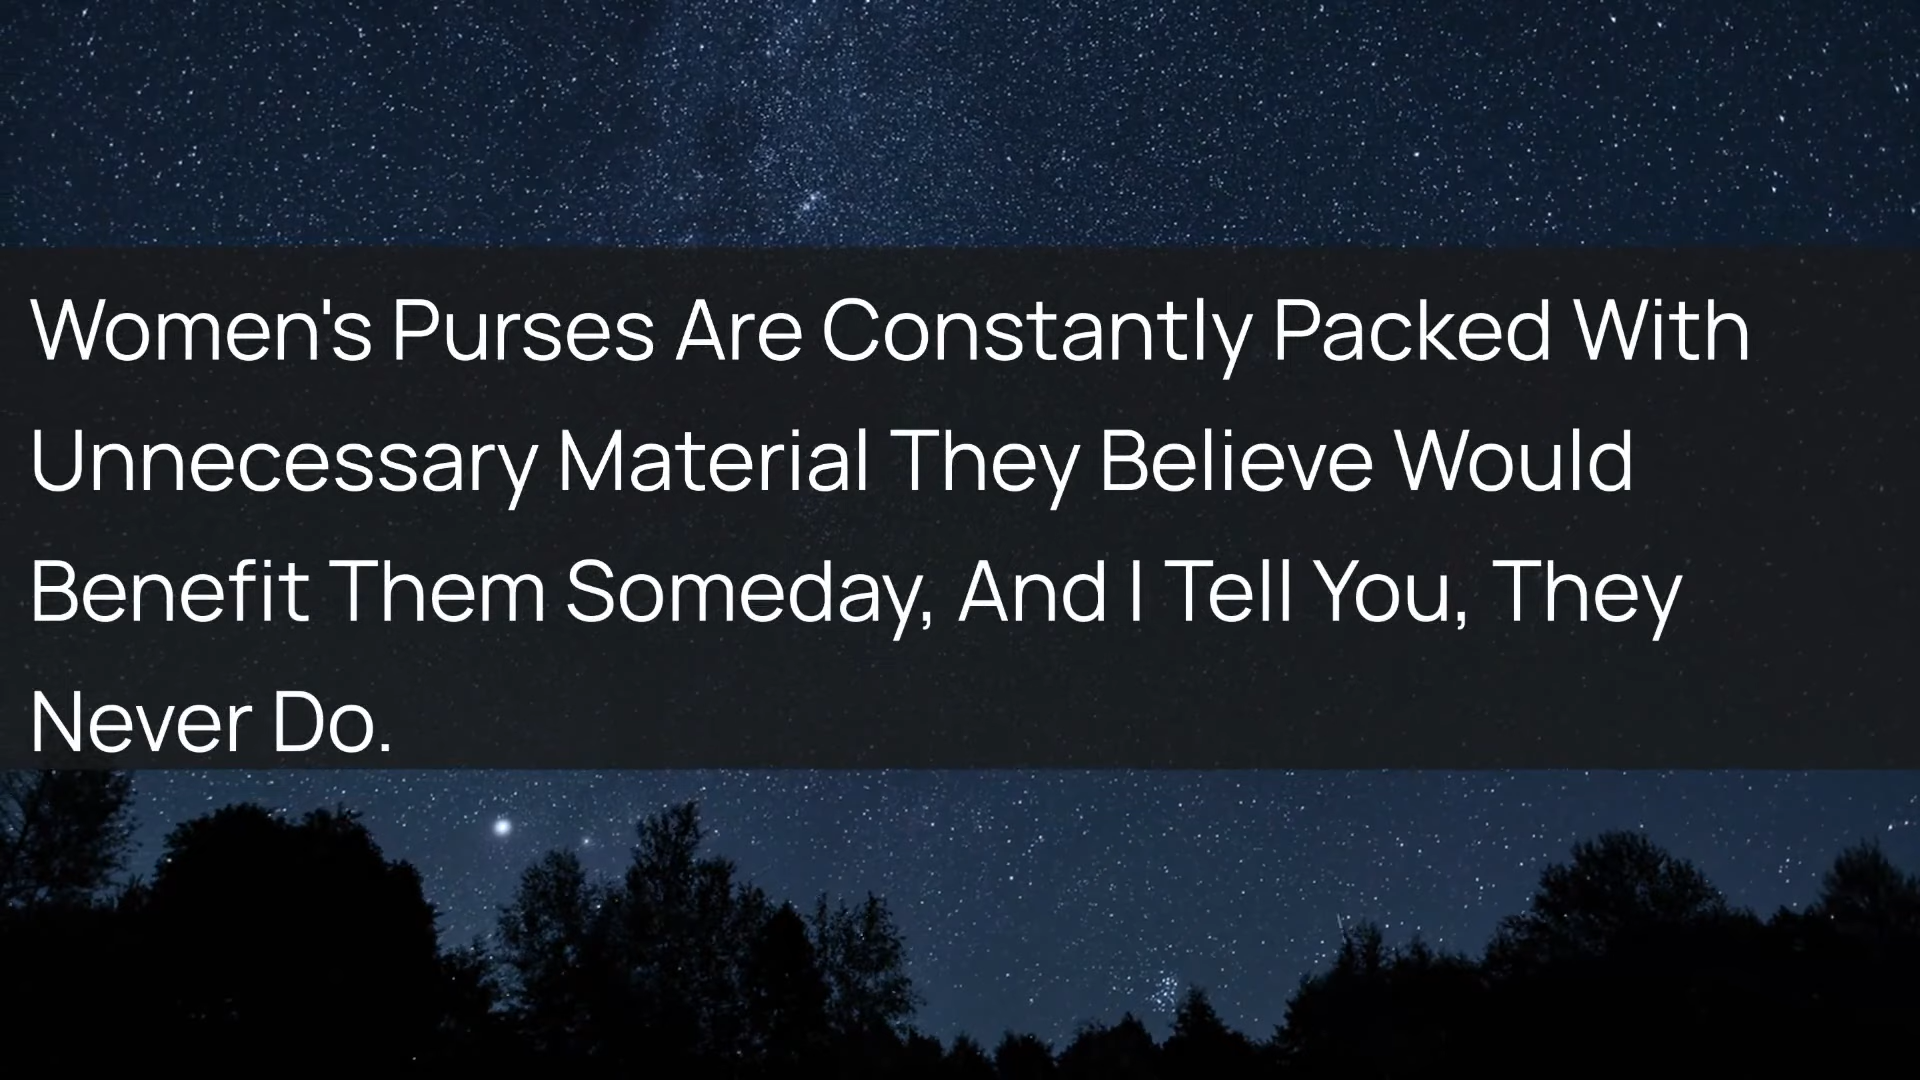 Women's Purses Are Constantly Packed With
Unnecessary Material They Believe Would
Benefit Them Someday, And I Tell You, They
Never Do.